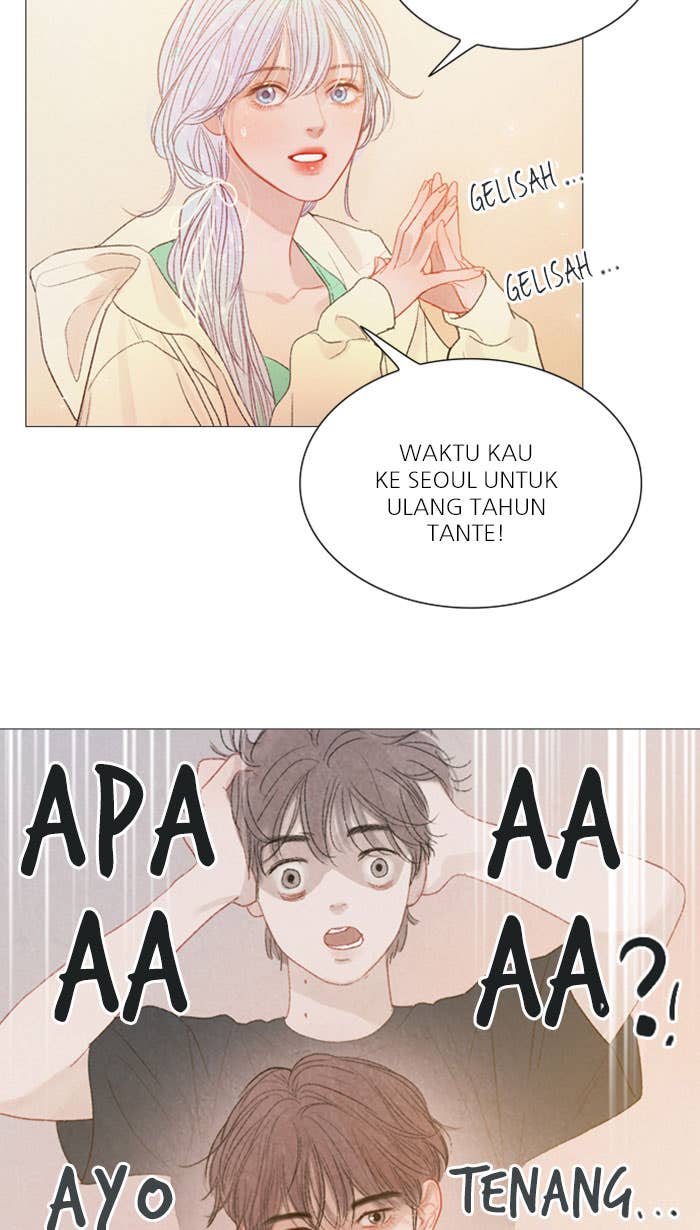 GELISAH...
GELISAH...
WAKTU KAU
KE SEOUL UNTUK
ULANG TAHUN
TANTE!
APA AA
AA AA?!
AYO TENANG...